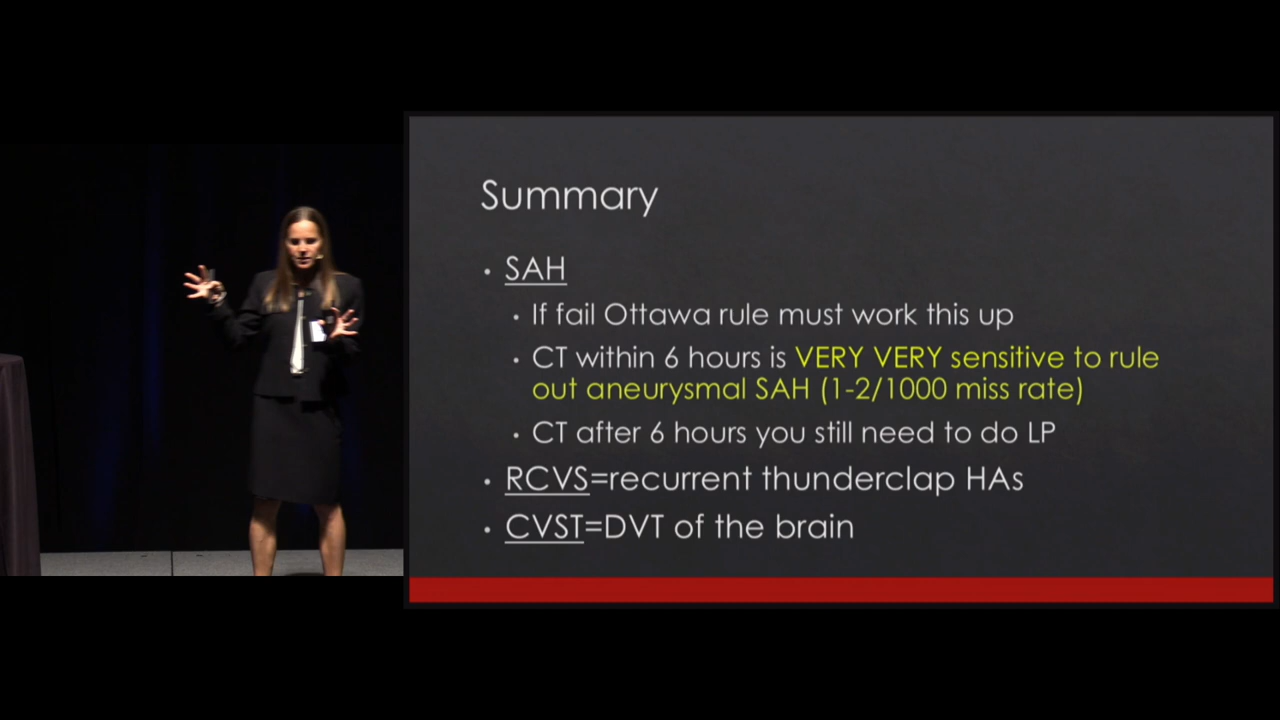 Summary
• SAH
• If fail Ottawa rule must work this up
• CT within 6 hours is VERY VERY sensitive to rule
out aneurysmal SAH (1-2/1000 miss rate)
• CT after 6 hours you still need to do LP
• RCVS=recurrent thunderclap HAs
• CVST=DVT of the brain